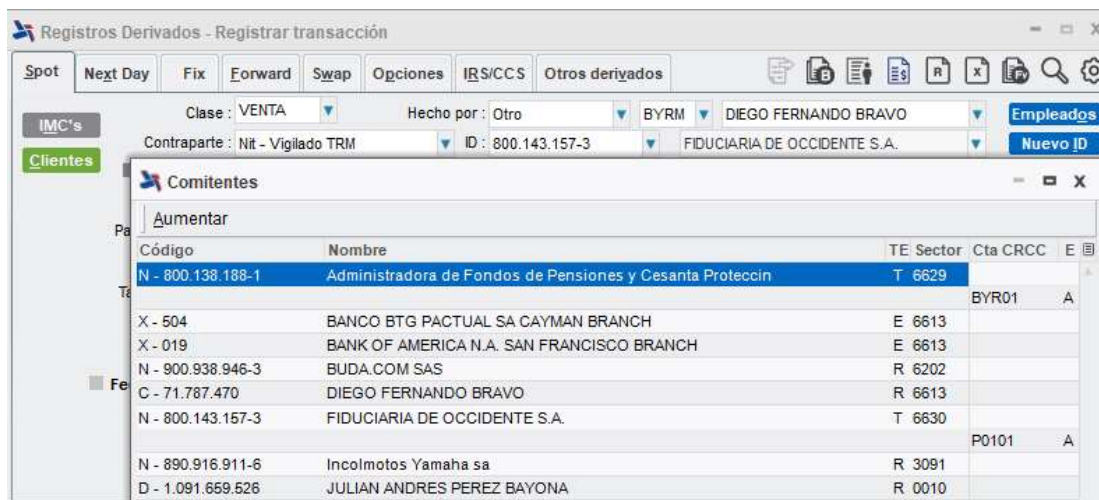 Registros Derivados - Registrar transacción
Spot Next Day Fix Forward Swap Opciones IRS/CCS Otros derivados
IMC's Clase : VENTA Hecho por : Otro BYRM DIEGO FERNANDO BRAVO Empleados
Clientes Contraparte : Nit - Vigilado TRM ID : 800.143.157-3 FIDUCIARIA DE OCCIDENTE S.A. Nuevo ID
Comitentes
Aumentar
Pa
Código Nombre TE Sector Cta CRCC E
N - 800.138.188-1 Administradora de Fondos de Pensiones y Cesanta Proteccin T 6629
Ta BYR01 A
X - 504 BANCO BTG PACTUAL SA CAYMAN BRANCH E 6613
X - 019 BANK OF AMERICA N.A. SAN FRANCISCO BRANCH E 6613
N - 900.938.946-3 BUDA.COM SAS R 6202
Fe C - 71.787.470 DIEGO FERNANDO BRAVO R 6613
N - 800.143.157-3 FIDUCIARIA DE OCCIDENTE S.A. T 6630
P0101 A
N - 890.916.911-6 Incolmotos Yamaha sa R 3091
D - 1.091.659.526 JULIAN ANDRES PEREZ BAYONA R 0010